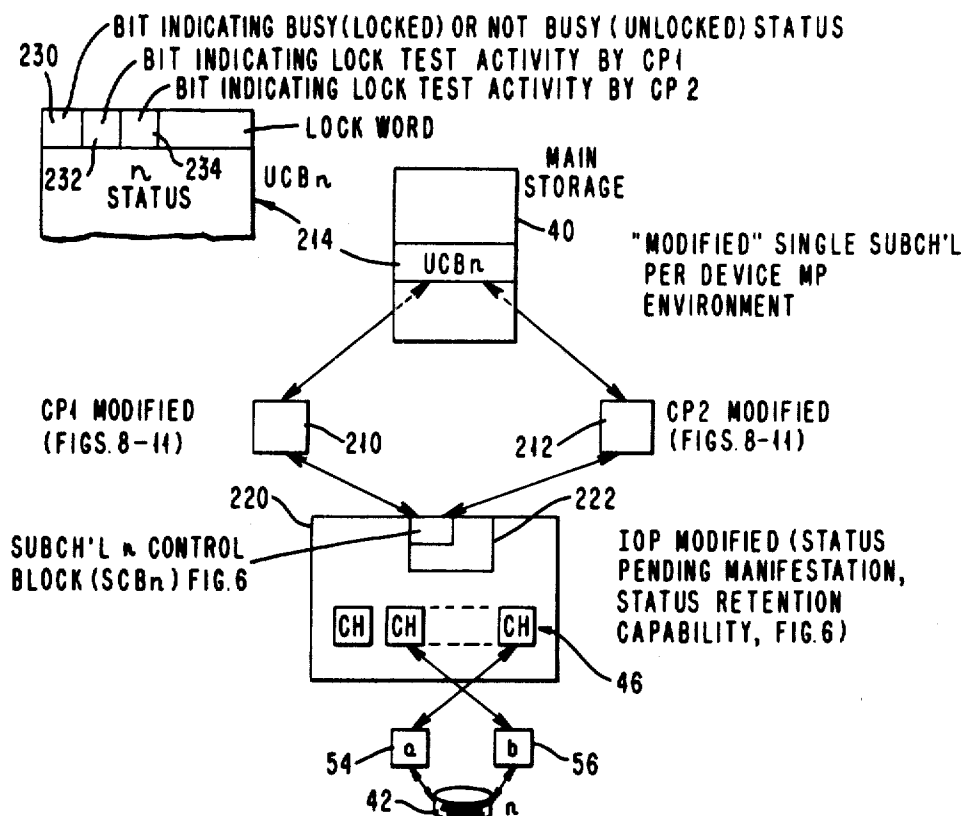 BIT INDICATING BUSY (LOCKED) OR NOT BUSY (UNLOCKED) STATUS
230
BIT INDICATING LOCK TEST ACTIVITY BY CP1
BIT INDICATING LOCK TEST ACTIVITY BY CP 2
LOCK WORD
232
n
STATUS
234
UCBn
214
MAIN
STORAGE
40
UCBn
"MODIFIED" SINGLE SUBCH'L
PER DEVICE MP
ENVIRONMENT
CP1 MODIFIED
(FIGS. 8-11)
210
212
CP2 MODIFIED
(FIGS. 8-11)
220
222
SUBCH'L n CONTROL
BLOCK (SCBn) FIG. 6
IOP MODIFIED (STATUS
PENDING MANIFESTATION,
STATUS RETENTION
CAPABILITY, FIG. 6)
CH CH CH
46
54
a
b
56
42
n